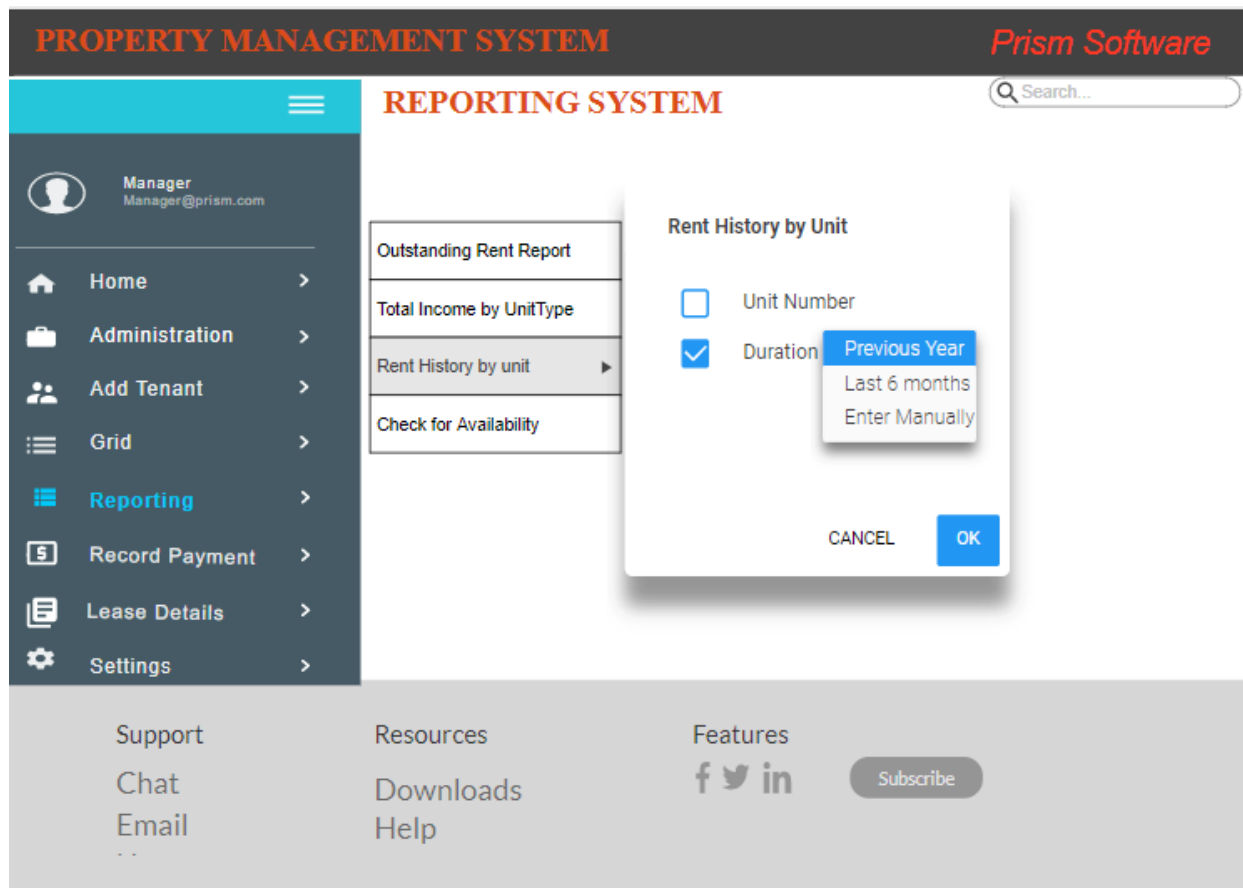 PROPERTY MANAGEMENT SYSTEM
Prism Software
REPORTING SYSTEM
Search...
Manager
Manager@prism.com
Home
Administration
Add Tenant
Grid
Reporting
Record Payment
Lease Details
Settings
Outstanding Rent Report
Total Income by UnitType
Rent History by unit
Check for Availability
Rent History by Unit
Unit Number
Duration
Previous Year
Last 6 months
Enter Manually
CANCEL
OK
Support
Chat
Email
Resources
Downloads
Help
Features
Subscribe